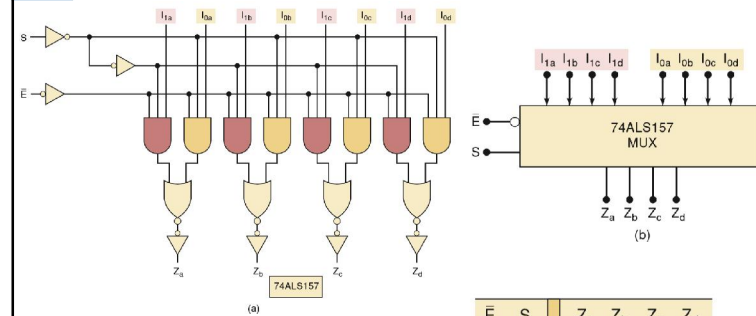 I1a I0a I1b I0b I1c I0c I1d I0d
S
E̅
Za Zb Zc Zd
74ALS157
(a)
I1a I1b I1c I1d I0a I0b I0c I0d
E̅
S
74ALS157
MUX
Za Zb Zc Zd
(b)
E̅ S